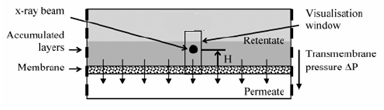 x-ray beam
Visualisation
window
Accumulated
layers
Retentate
H
Membrane
Transmembrane
pressure ΔP
Permeate